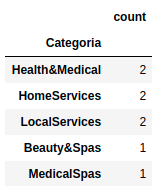 count
Categoria
Health&Medical 2
HomeServices 2
LocalServices 2
Beauty&Spas 1
MedicalSpas 1